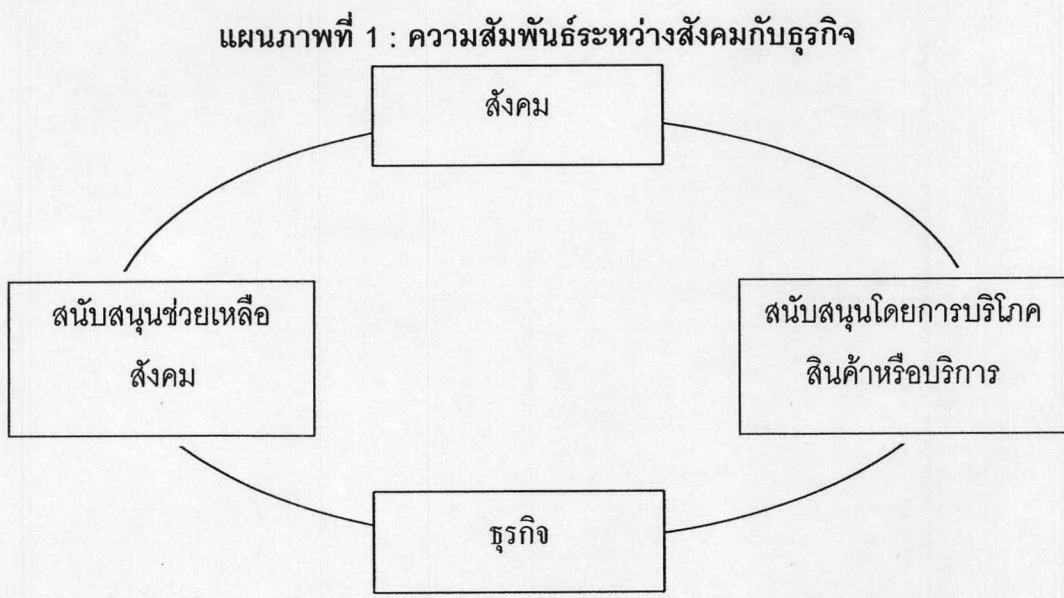 แผนภาพที่ 1 : ความสัมพันธ์ระหว่างสังคมกับธุรกิจ
สังคม
สนับสนุนช่วยเหลือ
สังคม
สนับสนุนโดยการบริโภค
สินค้าหรือบริการ
ธุรกิจ